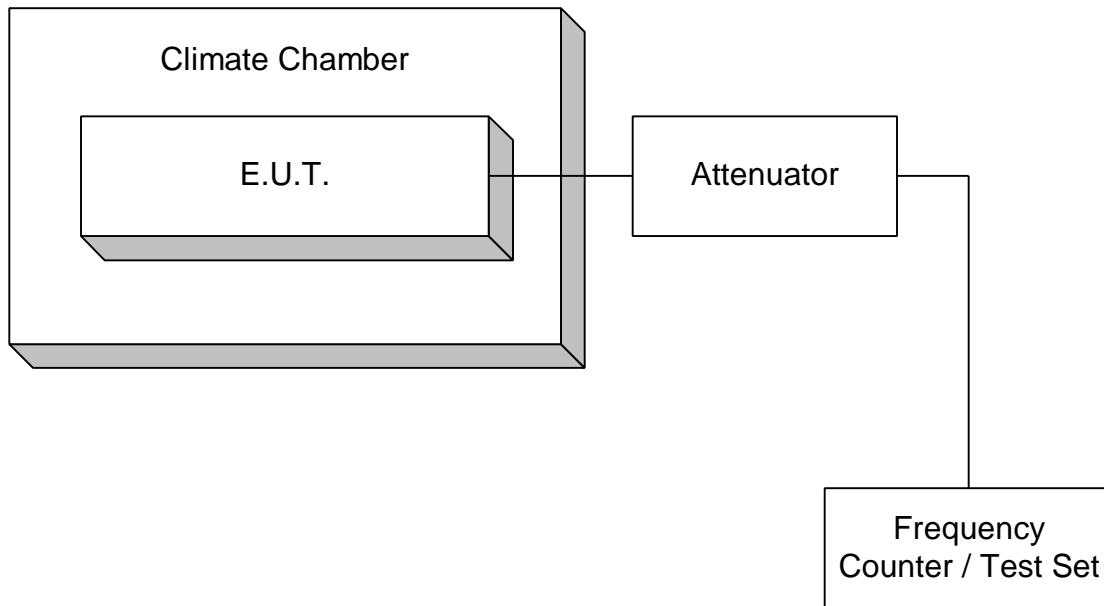 Climate Chamber
E.U.T.
Attenuator
Frequency
Counter / Test Set